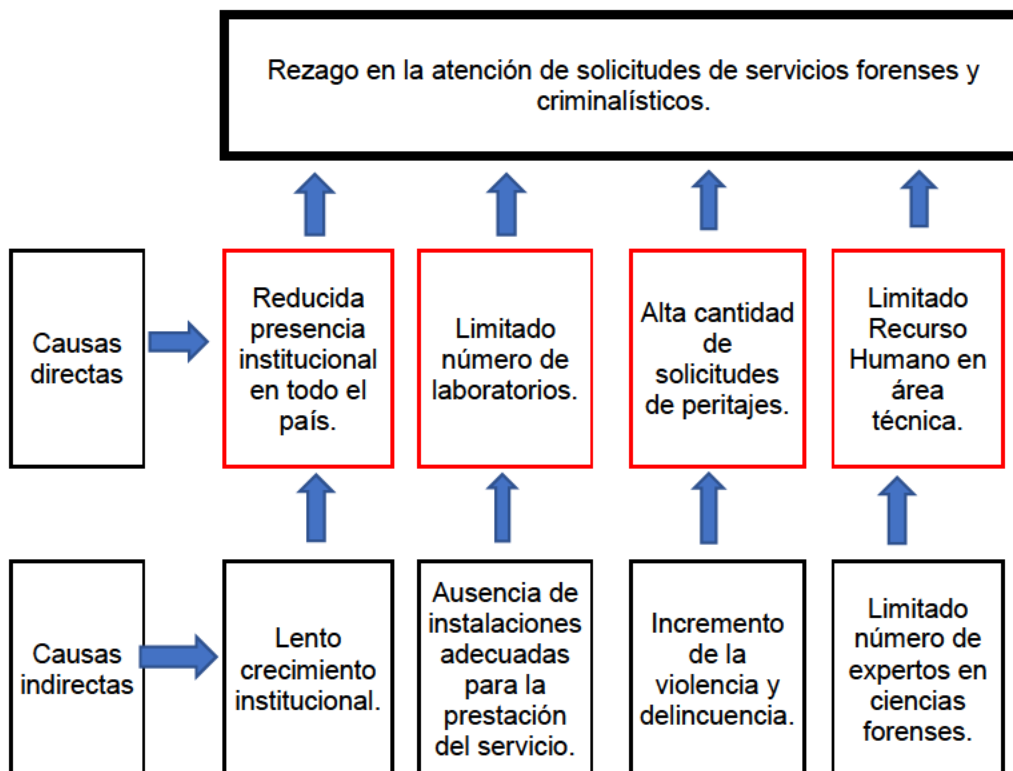 Rezago en la atención de solicitudes de servicios forenses y
criminalísticos.
Causas
directas
Reducida
presencia
institucional
en todo el
país.
Limitado
número de
laboratorios.
Alta cantidad
de
solicitudes
de peritajes.
Limitado
Recurso
Humano en
área
técnica.
Causas
indirectas
Lento
crecimiento
institucional.
Ausencia de
instalaciones
adecuadas
para la
prestación
del servicio.
Incremento
de la
violencia y
delincuencia.
Limitado
número de
expertos en
ciencias
forenses.